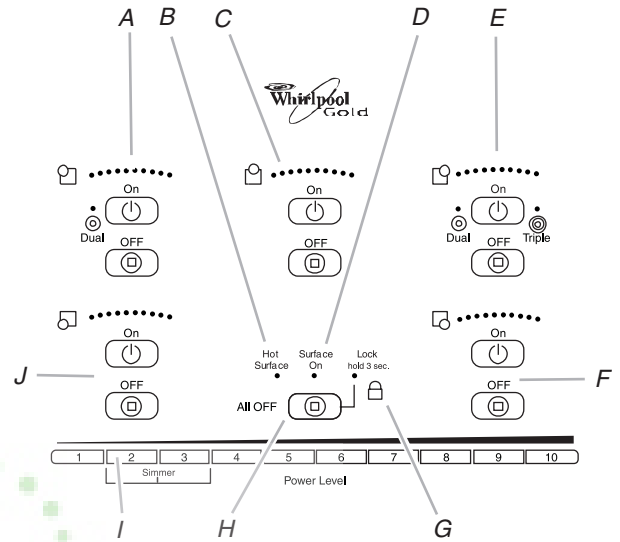 A B C D E
Whirlpool
Gold
On On On
Dual Dual Triple
OFF OFF OFF
On On
Hot Surface Surface On Lock hold 3 sec.
J OFF OFF F
All OFF
1 2 3 4 5 6 7 8 9 10
Simmer Power Level
I H G